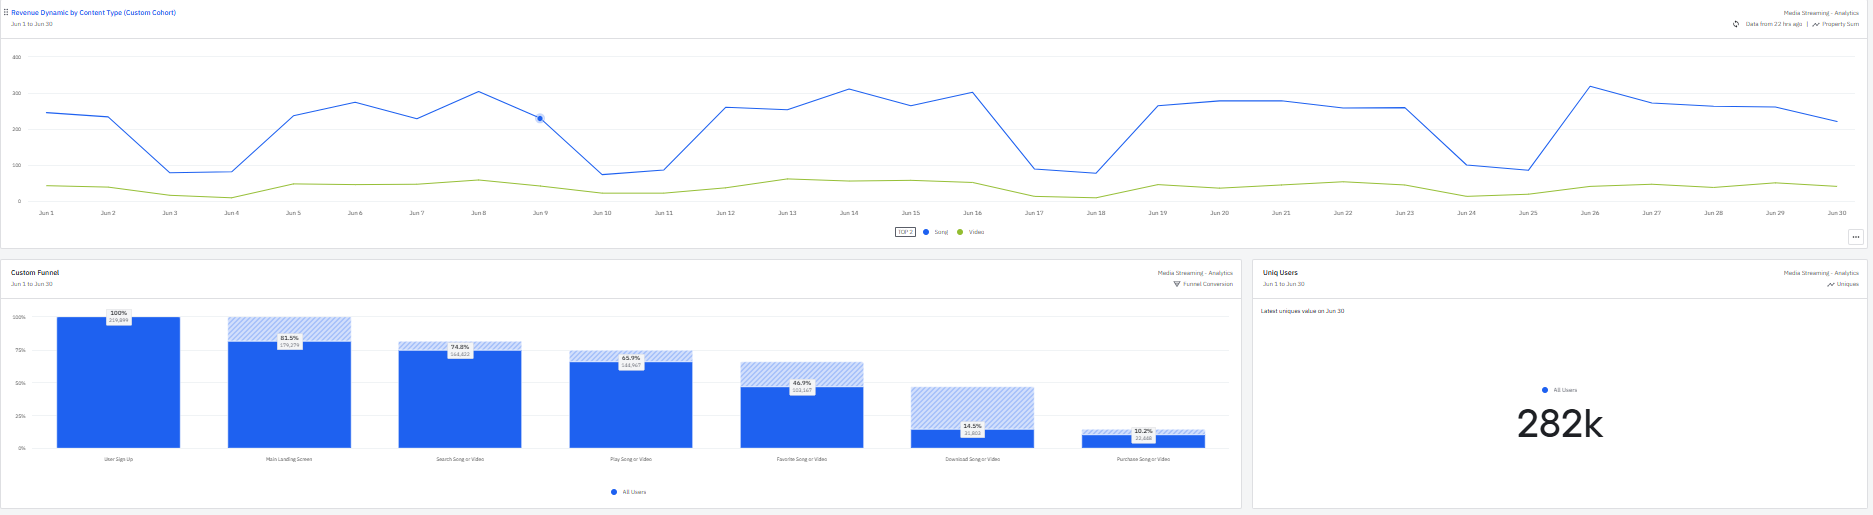 Revenue Dynamic by Content Type (Custom Cohort)
Jun 1 to Jun 30
Media Streaming - Analytics
Data from 22 hrs ago | Property Sum
400
300
200
100
0
Jun 1 Jun 2 Jun 3 Jun 4 Jun 5 Jun 6 Jun 7 Jun 8 Jun 9 Jun 10 Jun 11 Jun 12 Jun 13 Jun 14 Jun 15 Jun 16 Jun 17 Jun 18 Jun 19 Jun 20 Jun 21 Jun 22 Jun 23 Jun 24 Jun 25 Jun 26 Jun 27 Jun 28 Jun 29 Jun 30
TOP 2 Song Video
Custom Funnel
Jun 1 to Jun 30
Media Streaming - Analytics
Funnel Conversion
100%
75%
50%
25%
0%
100%
219,899
81.5%
179,279
74.8%
164,422
65.9%
144,967
46.9%
103,167
14.5%
31,803
10.2%
22,448
User Sign Up
Main Landing Screen
Search Song or Video
Play Song or Video
Favorite Song or Video
Download Song or Video
Purchase Song or Video
All Users
Uniq Users
Jun 1 to Jun 30
Media Streaming - Analytics
Uniques
Latest uniques value on Jun 30
All Users
282k